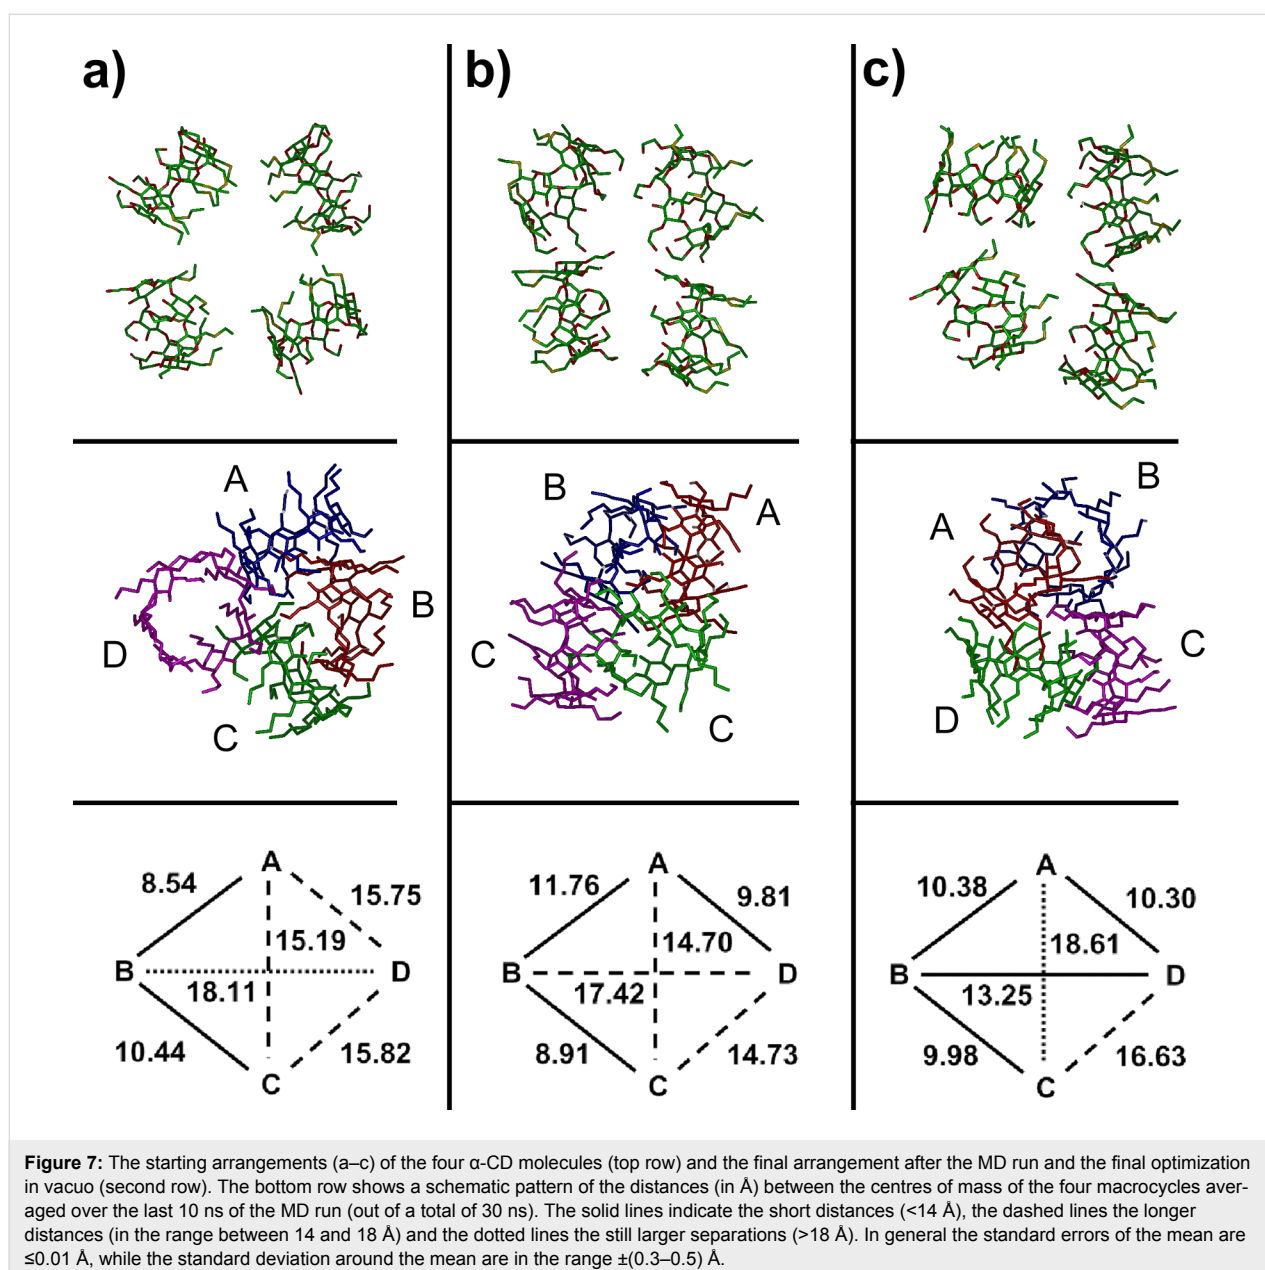 a)
b)
c)
A
B
D
C
B
A
C
C
B
A
C
D
A
8.54
15.75
15.19
B
D
18.11
10.44
15.82
C
A
11.76
9.81
14.70
B
D
17.42
8.91
14.73
C
A
10.38
10.30
18.61
B
D
13.25
9.98
16.63
C
Figure 7: The starting arrangements (a–c) of the four α-CD molecules (top row) and the final arrangement after the MD run and the final optimization
in vacuo (second row). The bottom row shows a schematic pattern of the distances (in Å) between the centres of mass of the four macrocycles aver-
aged over the last 10 ns of the MD run (out of a total of 30 ns). The solid lines indicate the short distances (<14 Å), the dashed lines the longer
distances (in the range between 14 and 18 Å) and the dotted lines the still larger separations (>18 Å). In general the standard errors of the mean are
≤0.01 Å, while the standard deviation around the mean are in the range ±(0.3–0.5) Å.